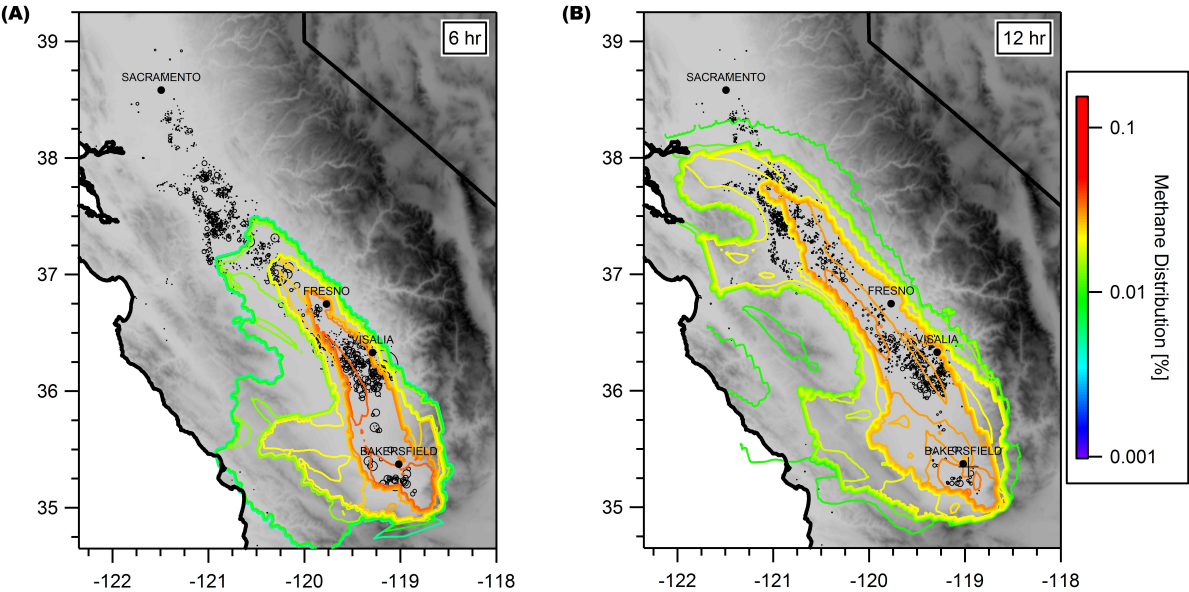 (A)
6 hr
39
38
37
36
35
SACRAMENTO
FRESNO
VISALIA
BAKERSFIELD
-122
-121
-120
-119
-118
(B)
12 hr
39
38
37
36
35
SACRAMENTO
FRESNO
VISALIA
BAKERSFIELD
-122
-121
-120
-119
-118
0.1
0.01
0.001
Methane Distribution [%]